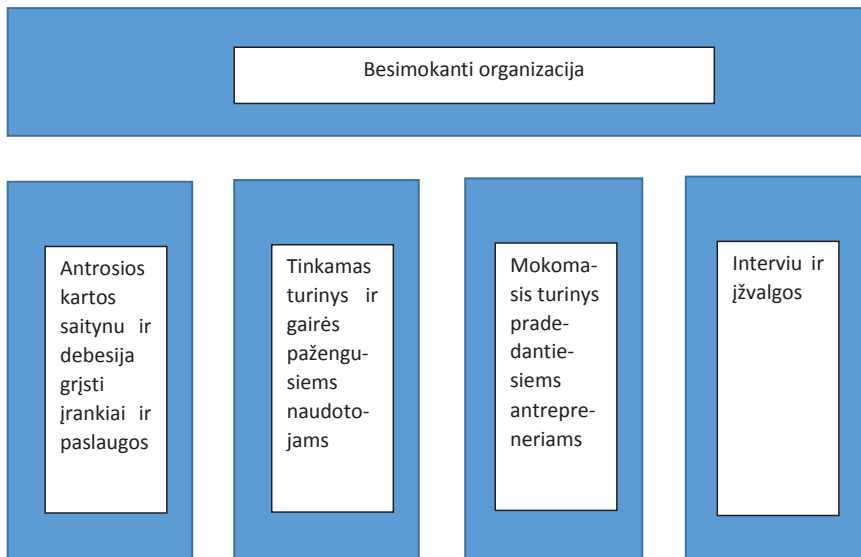 Besimokanti organizacija
Antrosios
kartos
saitynu ir
debesija
grįsti
įrankiai ir
paslaugos
Tinkamas
turinys ir
gairės
pažengu-
siems
naudoto-
jams
Mokoma-
sis turinys
prade-
dantie-
siems
antrepre-
neriams
Interviu ir
įžvalgos